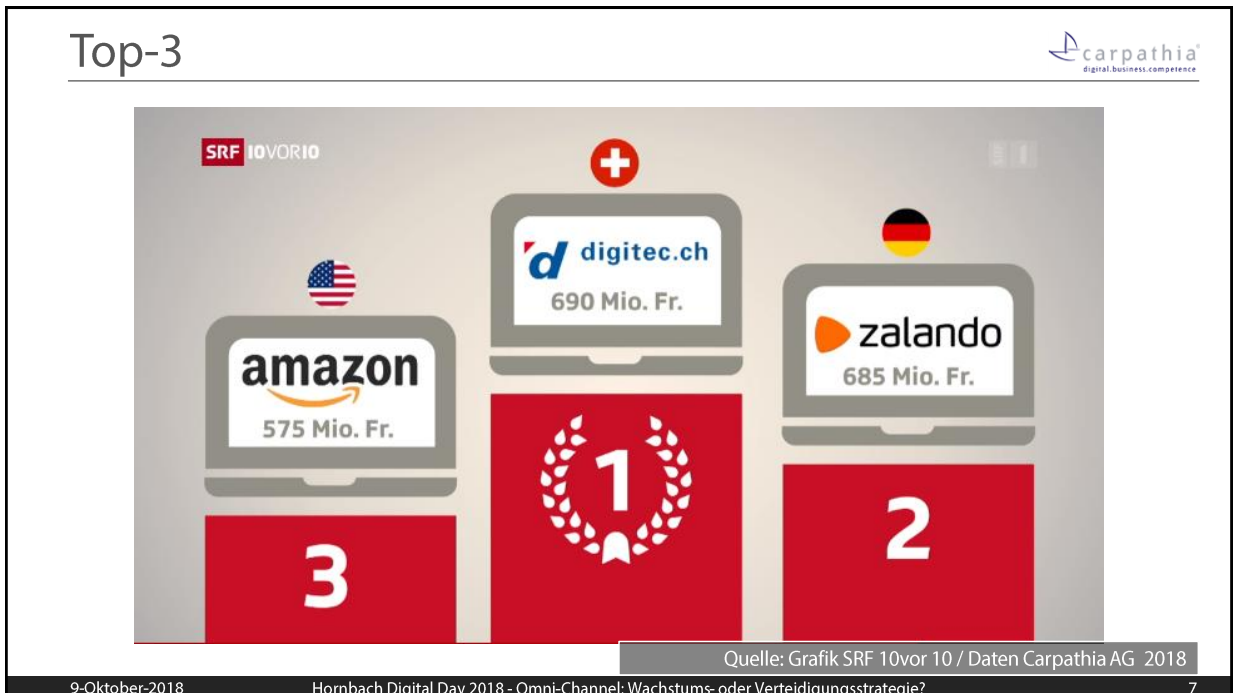 Top-3
carpathia®
digital.business.competence
SRF 10VOR10
SRF 1
digitec.ch
690 Mio. Fr.
zalando
685 Mio. Fr.
amazon
575 Mio. Fr.
1
2
3
Quelle: Grafik SRF 10vor 10 / Daten Carpathia AG 2018
9-Oktober-2018 Hornbach Digital Day 2018 - Omni-Channel: Wachstums- oder Verteidigungsstrategie? 7